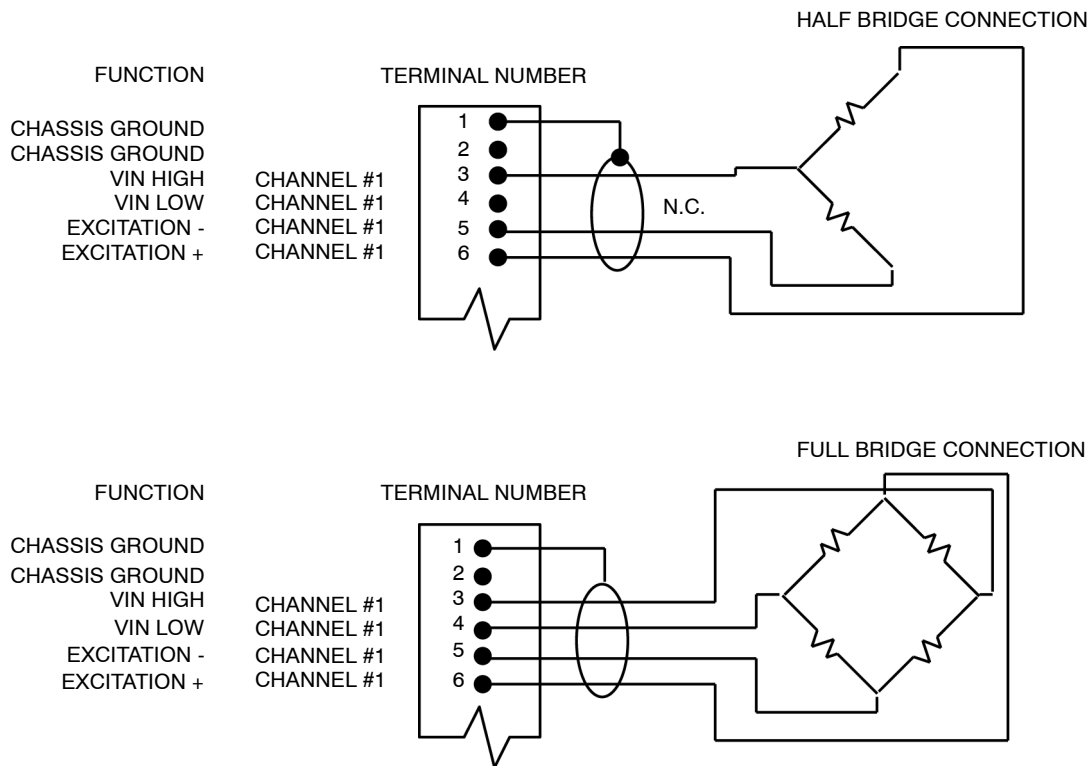 HALF BRIDGE CONNECTION
FUNCTION TERMINAL NUMBER
CHASSIS GROUND 1
CHASSIS GROUND 2
VIN HIGH CHANNEL #1 3
VIN LOW CHANNEL #1 4 N.C.
EXCITATION - CHANNEL #1 5
EXCITATION + CHANNEL #1 6
FULL BRIDGE CONNECTION
FUNCTION TERMINAL NUMBER
CHASSIS GROUND 1
CHASSIS GROUND 2
VIN HIGH CHANNEL #1 3
VIN LOW CHANNEL #1 4
EXCITATION - CHANNEL #1 5
EXCITATION + CHANNEL #1 6